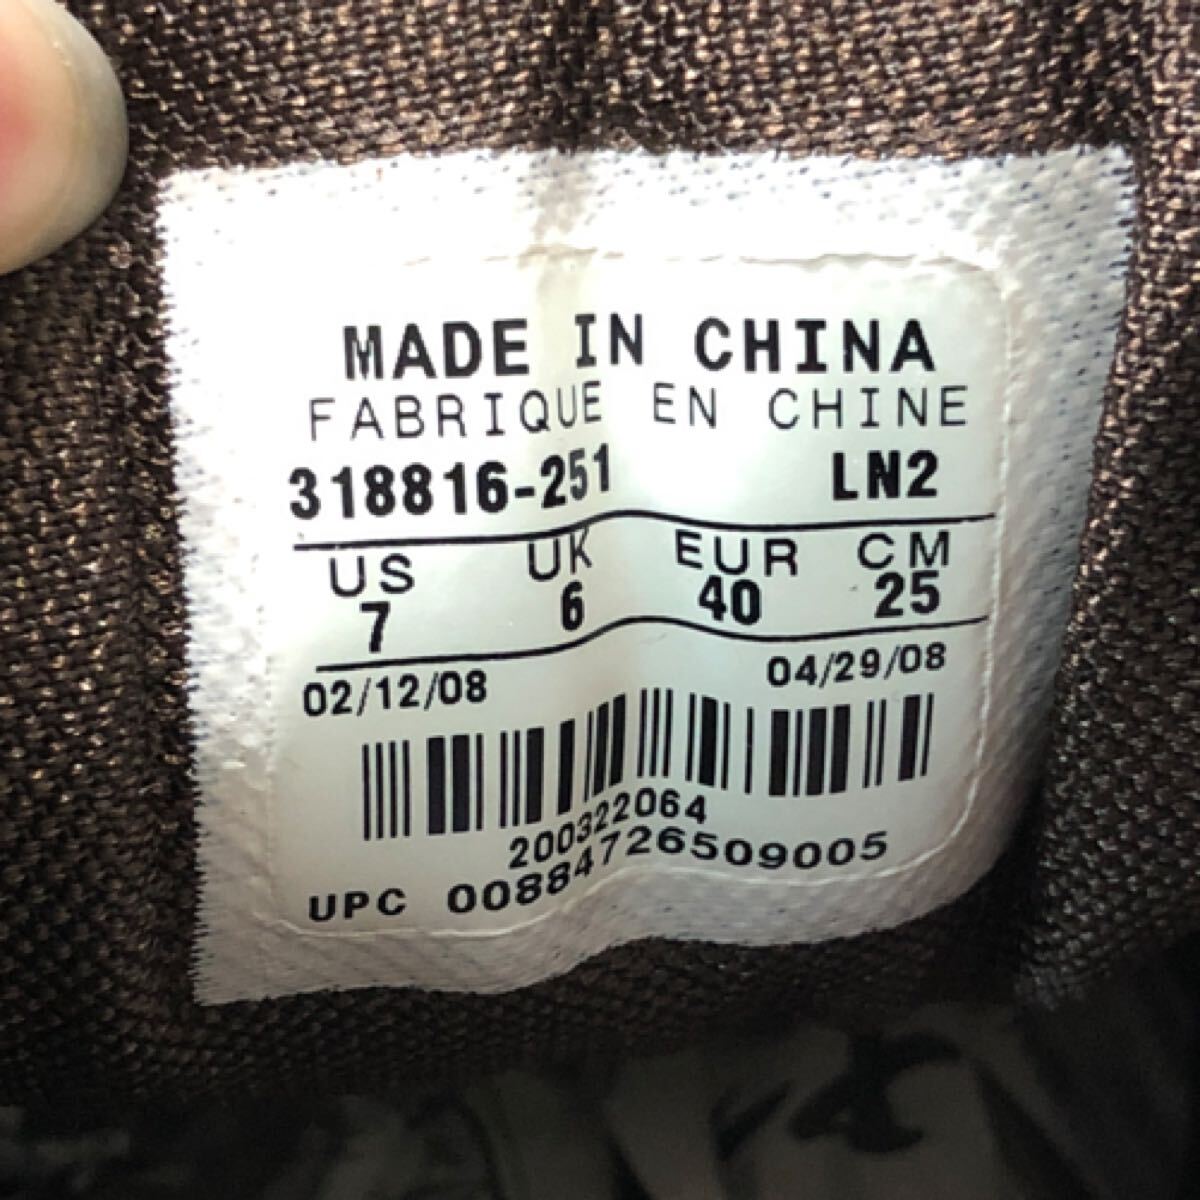 MADE IN CHINA
FABRIQUE EN CHINE
318816-251 LN2
US UK EUR CM
7 6 40 25
02/12/08 04/29/08
200322064
UPC 00884726509005